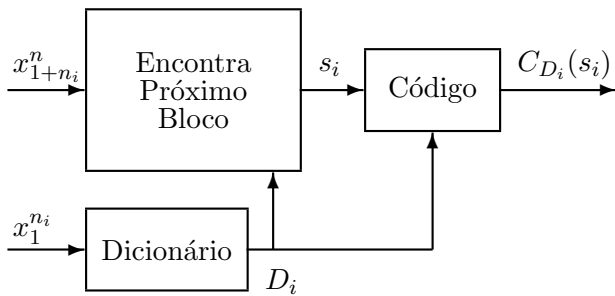 x_{1+n_i}^n
Encontra
Próximo
Bloco
s_i
Código
C_{D_i}(s_i)
x_1^{n_i}
Dicionário
D_i